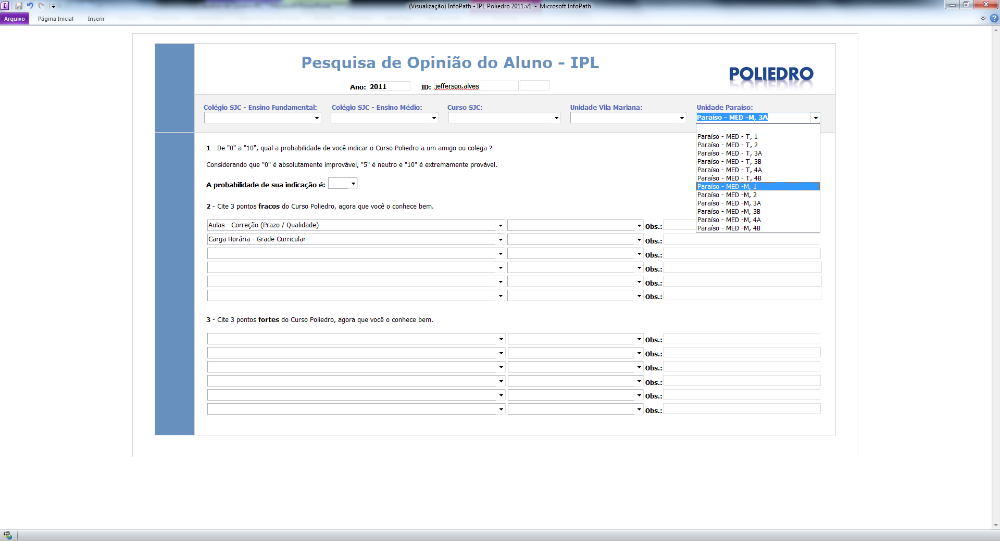 (Visualização) InfoPath - IPL Poliedro 2011.v1 - Microsoft InfoPath
Arquivo Página Inicial Inserir
Pesquisa de Opinião do Aluno - IPL
POLIEDRO
Ano: 2011 ID: jefferson.alves
Colégio SJC - Ensino Fundamental: Colégio SJC - Ensino Médio: Curso SJC: Unidade Vila Mariana: Unidade Paraíso:
Paraíso - MED -M, 3A
Paraíso - MED - T, 1
Paraíso - MED - T, 2
Paraíso - MED - T, 3A
Paraíso - MED - T, 3B
Paraíso - MED - T, 4A
Paraíso - MED - T, 4B
Paraíso - MED -M, 1
Paraíso - MED -M, 2
Paraíso - MED -M, 3A
Paraíso - MED -M, 3B
Paraíso - MED -M, 4A
Paraíso - MED -M, 4B
1 - De "0" a "10", qual a probabilidade de você indicar o Curso Poliedro a um amigo ou colega ?
Considerando que "0" é absolutamente improvável, "5" é neutro e "10" é extremamente provável.
A probabilidade de sua indicação é:
2 - Cite 3 pontos fracos do Curso Poliedro, agora que você o conhece bem.
Aulas - Correção (Prazo / Qualidade) Obs.:
Carga Horária - Grade Curricular Obs.:
Obs.:
Obs.:
Obs.:
Obs.:
3 - Cite 3 pontos fortes do Curso Poliedro, agora que você o conhece bem.
Obs.:
Obs.:
Obs.:
Obs.:
Obs.:
Obs.: